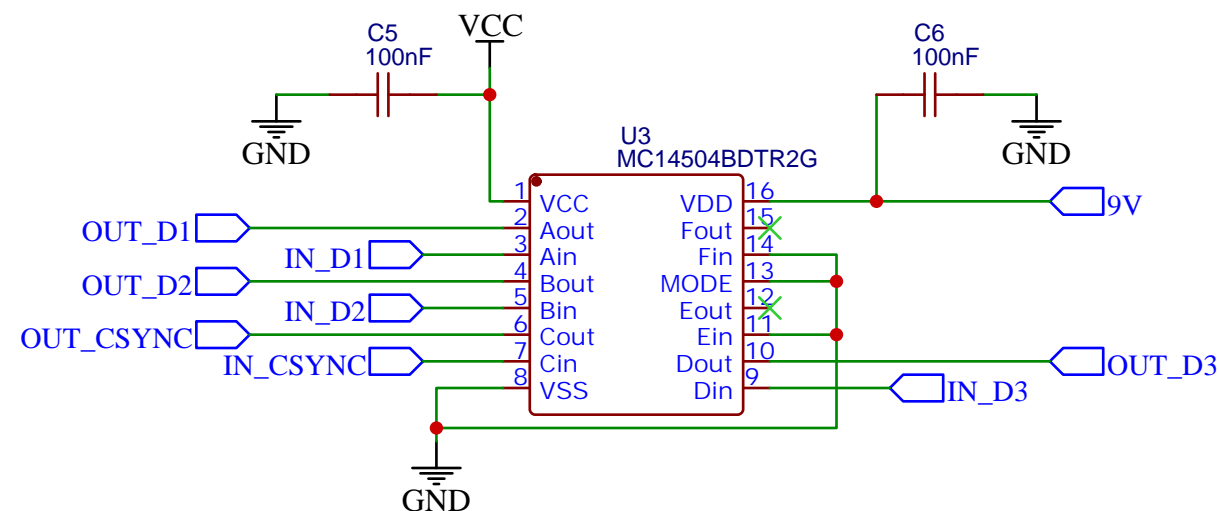 C5
100nF
VCC
GND
C6
100nF
GND
U3
MC14504BDTR2G
1
VCC
VDD
16
9V
OUT_D1
2
Aout
Fout
15
IN_D1
3
Ain
Fin
14
OUT_D2
4
Bout
MODE
13
IN_D2
5
Bin
Eout
12
OUT_CSYNC
6
Cout
Ein
11
IN_CSYNC
7
Cin
Dout
10
OUT_D3
8
VSS
Din
9
IN_D3
GND